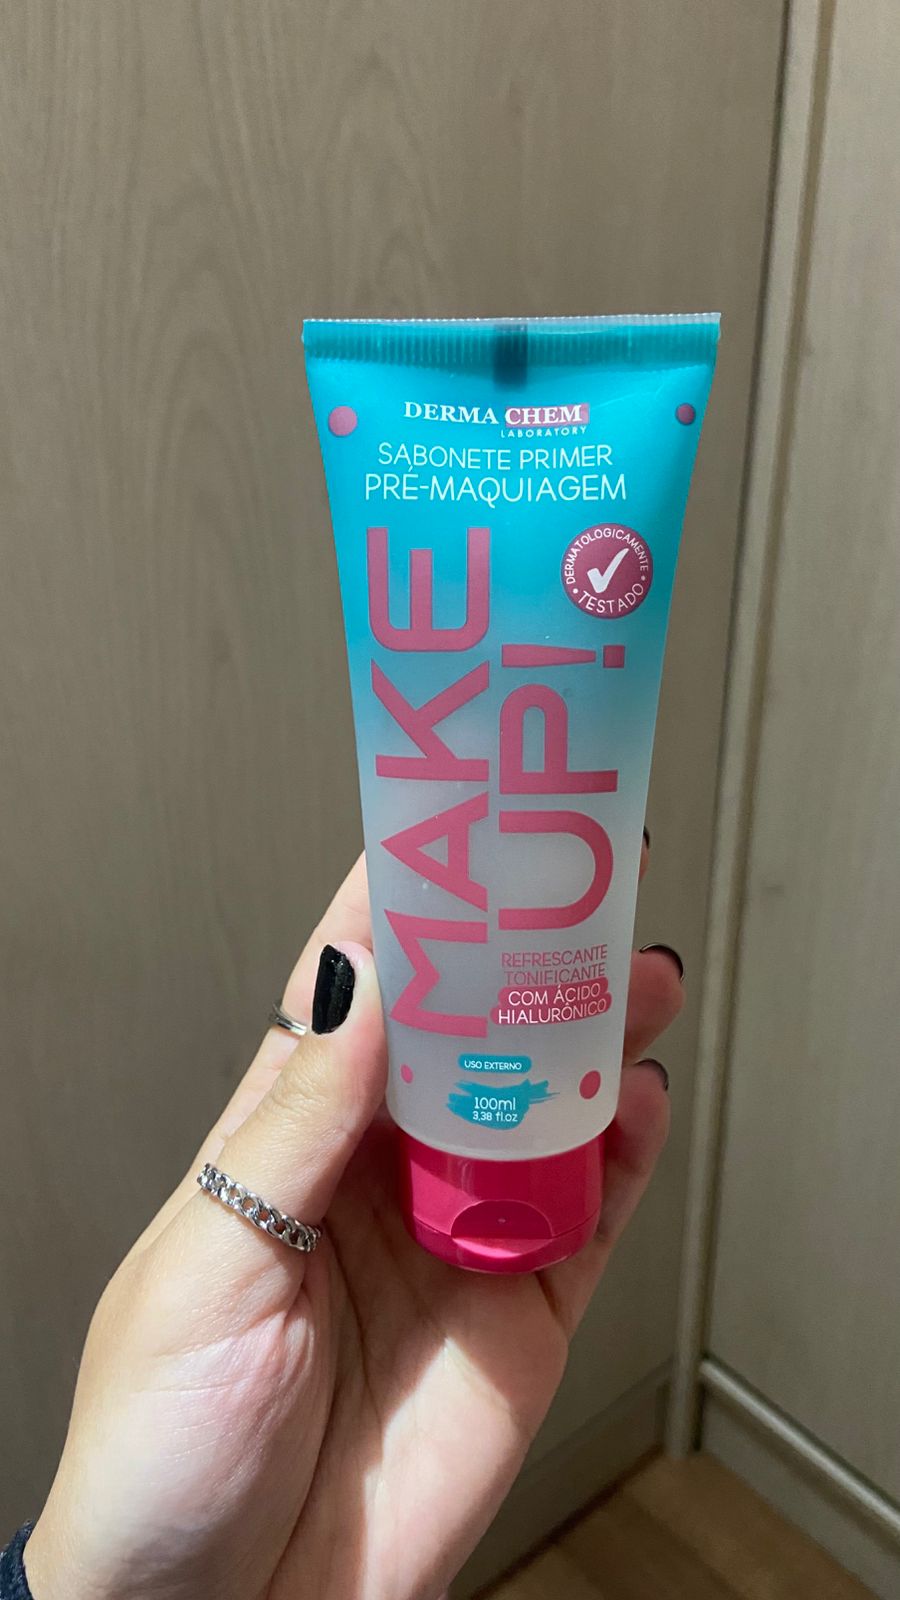 DERMA CHEM
LABORATORY
SABONETE PRIMER
PRÉ-MAQUIAGEM
DERMATOLOGICAMENTE
TESTADO
MAKE
UP!
REFRESCANTE
TONIFICANTE
COM ÁCIDO
HIALURÔNICO
USO EXTERNO
100ml
3,38 fl.oz